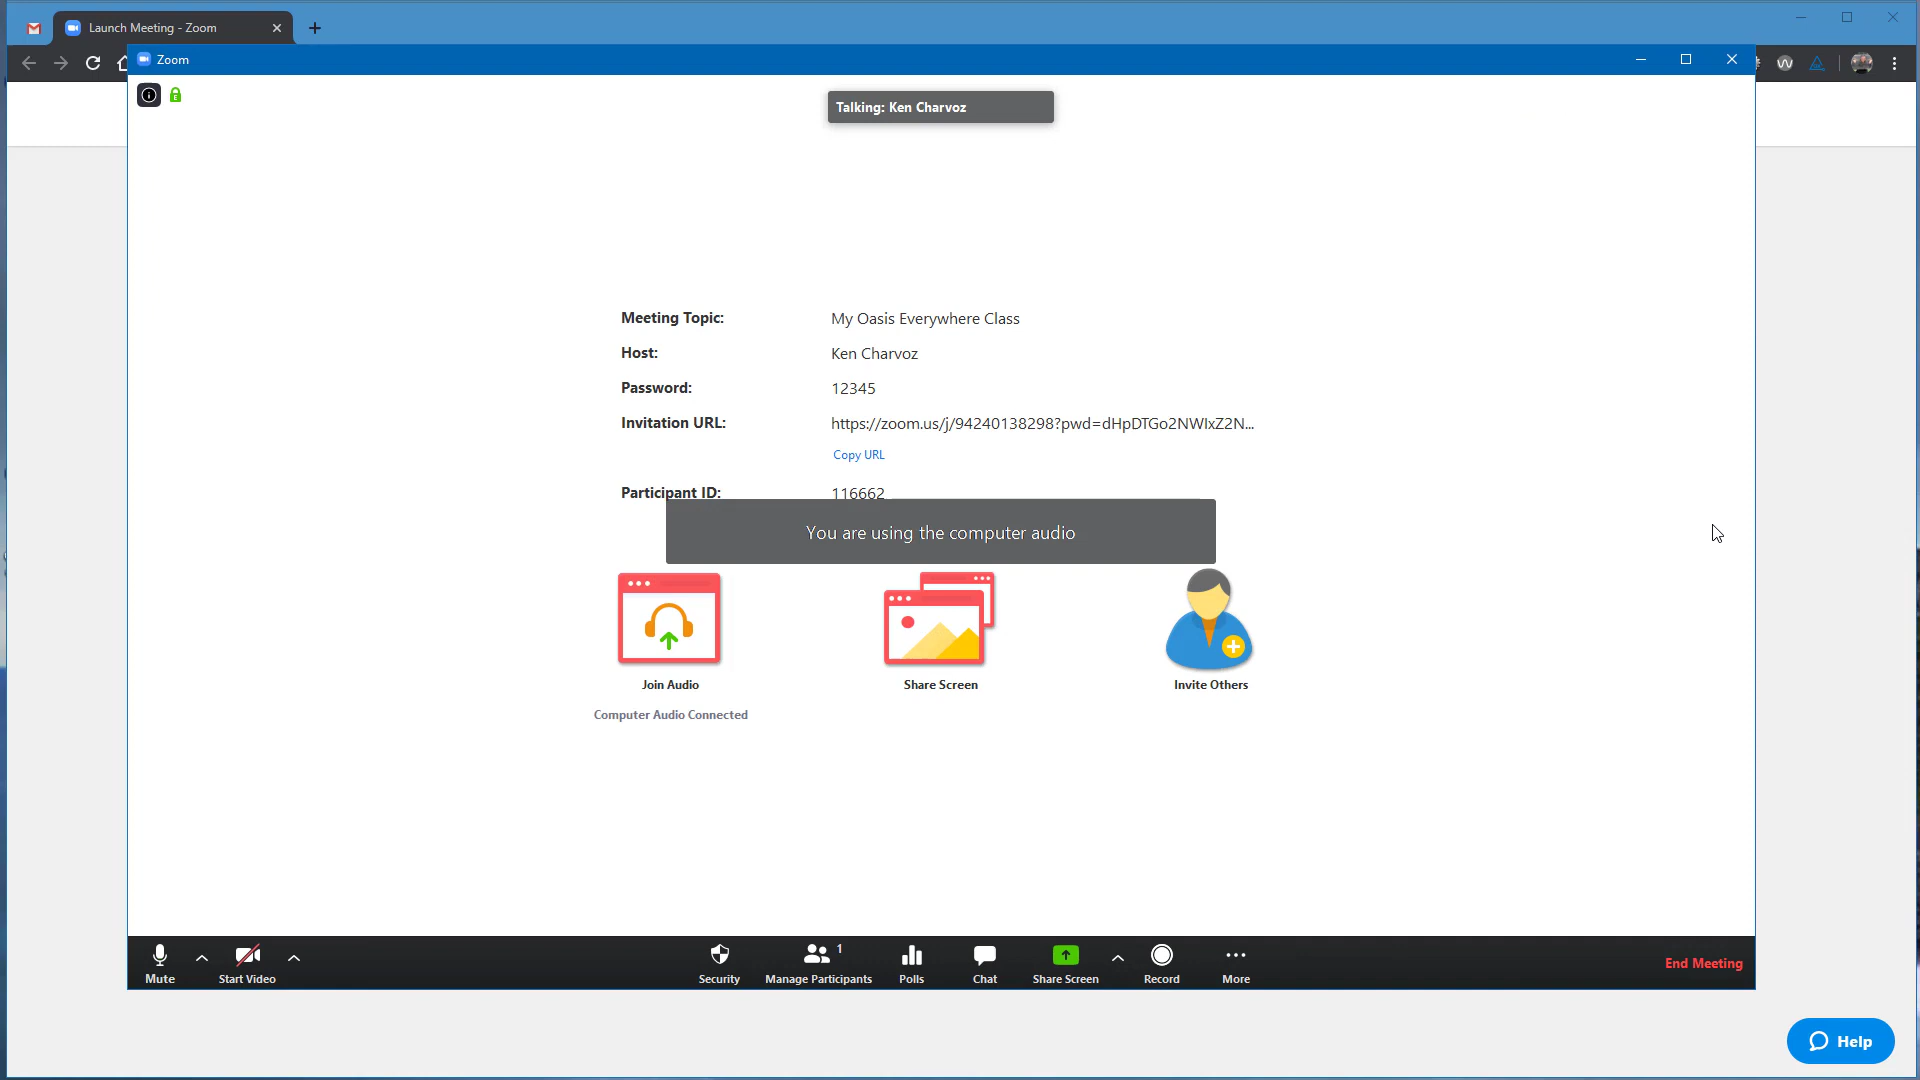 Launch Meeting - Zoom
Zoom
Talking: Ken Charvoz
Meeting Topic: My Oasis Everywhere Class
Host: Ken Charvoz
Password: 12345
Invitation URL: https://zoom.us/j/94240138298?pwd=dHpDTGo2NWIxZ2N...
Copy URL
Participant ID: 116662
You are using the computer audio
Join Audio Share Screen Invite Others
Computer Audio Connected
1
Mute Start Video Security Manage Participants Polls Chat Share Screen Record More End Meeting
Help